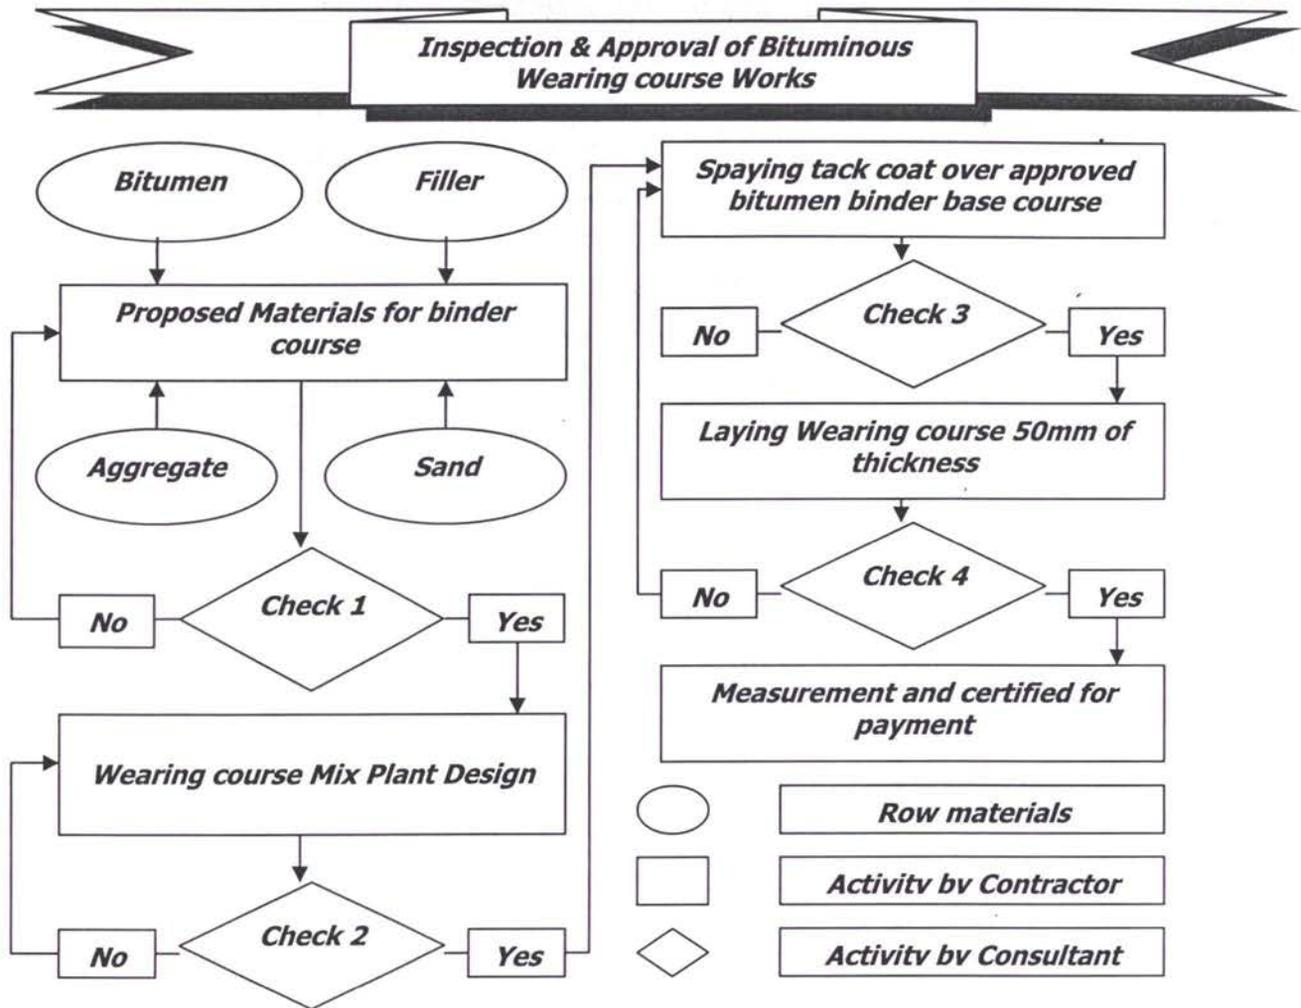 Inspection & Approval of Bituminous
Wearing course Works
Bitumen
Filler
Proposed Materials for binder
course
Aggregate
Sand
Check 1
No
Yes
Wearing course Mix Plant Design
Check 2
No
Yes
Spaying tack coat over approved
bitumen binder base course
Check 3
No
Yes
Laying Wearing course 50mm of
thickness
Check 4
No
Yes
Measurement and certified for
payment
Row materials
Activity by Contractor
Activity by Consultant